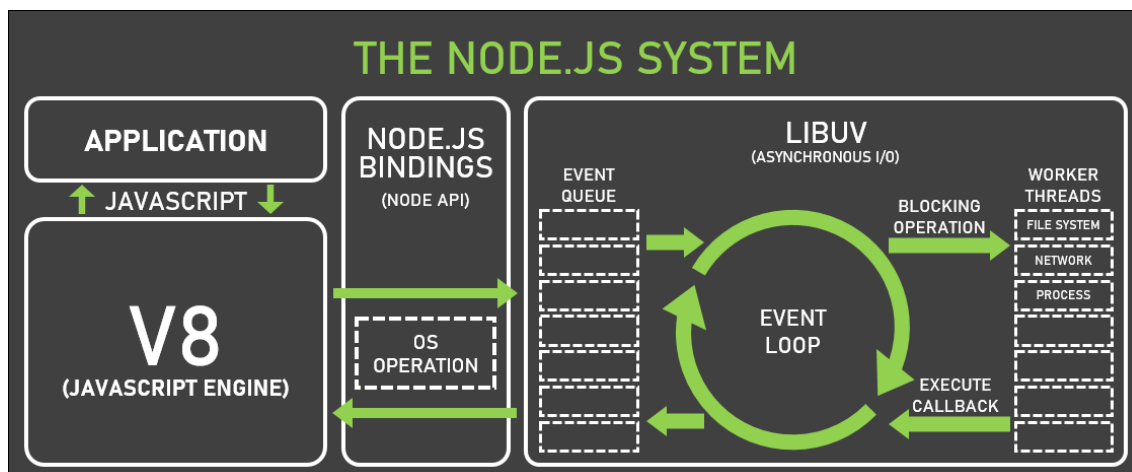 THE NODE.JS SYSTEM
APPLICATION
JAVASCRIPT
V8
(JAVASCRIPT ENGINE)
NODE.JS
BINDINGS
(NODE API)
OS
OPERATION
LIBUV
(ASYNCHRONOUS I/O)
EVENT
QUEUE
EVENT
LOOP
BLOCKING
OPERATION
EXECUTE
CALLBACK
WORKER
THREADS
FILE SYSTEM
NETWORK
PROCESS